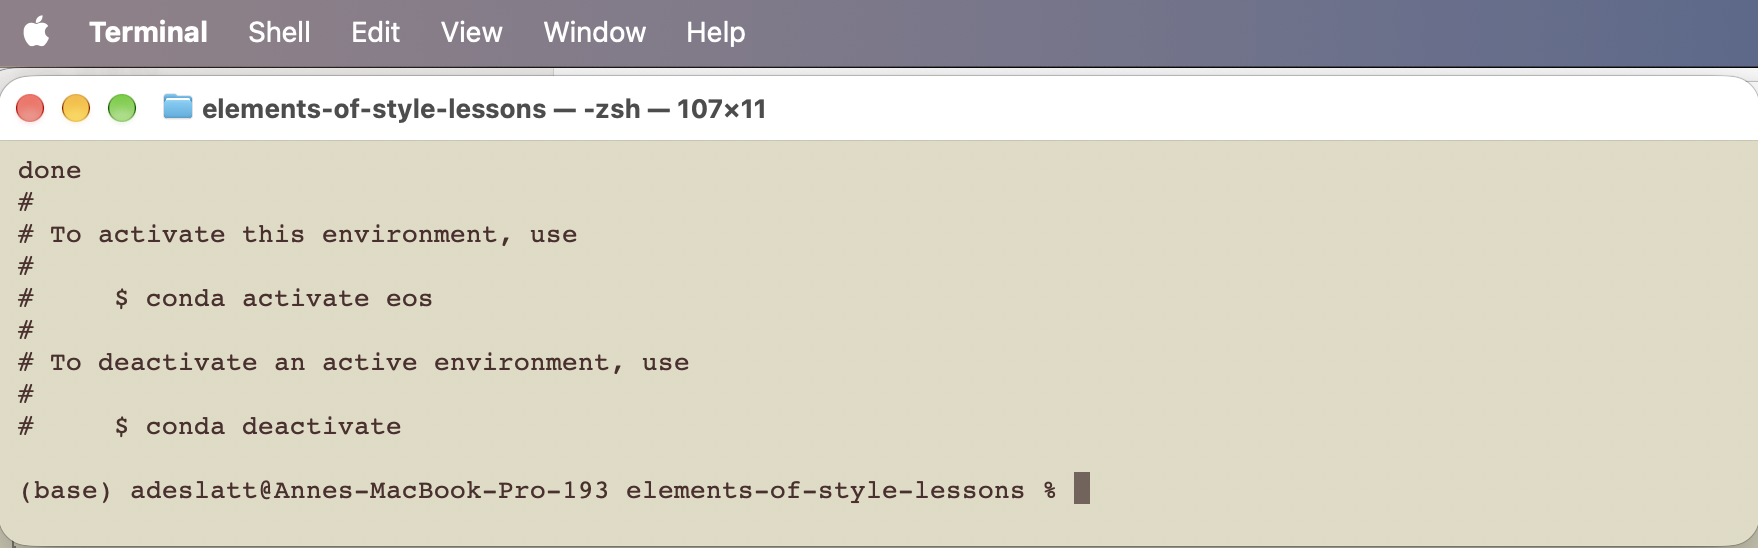 Terminal Shell Edit View Window Help
elements-of-style-lessons — -zsh — 107×11
done
#
# To activate this environment, use
#
#     $ conda activate eos
#
# To deactivate an active environment, use
#
#     $ conda deactivate
(base) adeslatt@Annes-MacBook-Pro-193 elements-of-style-lessons %